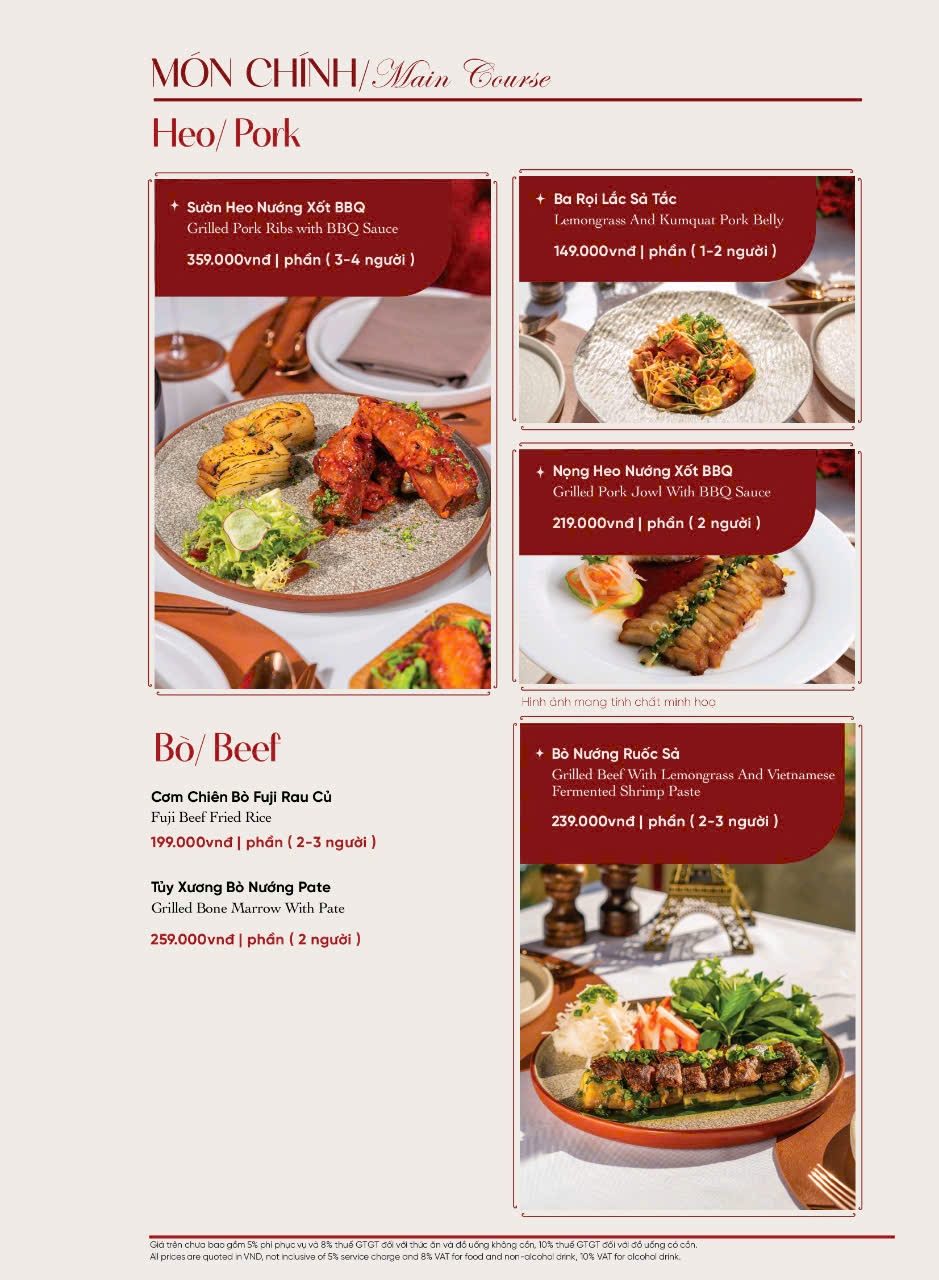 MÓN CHÍNH/Main Course
Heo/ Pork
Sườn Heo Nướng Xốt BBQ
Grilled Pork Ribs with BBQ Sauce
359.000vnđ | phần ( 3-4 người )
Ba Rọi Lắc Sả Tắc
Lemongrass And Kumquat Pork Belly
149.000vnđ | phần ( 1-2 người )
Nọng Heo Nướng Xốt BBQ
Grilled Pork Jowl With BBQ Sauce
219.000vnđ | phần ( 2 người )
Hình ảnh mang tính chất minh hoạ
Bò/ Beef
Cơm Chiên Bò Fuji Rau Củ
Fuji Beef Fried Rice
199.000vnđ | phần ( 2-3 người )
Tủy Xương Bò Nướng Pate
Grilled Bone Marrow With Pate
259.000vnđ | phần ( 2 người )
Bò Nướng Ruốc Sả
Grilled Beef With Lemongrass And Vietnamese
Fermented Shrimp Paste
239.000vnđ | phần ( 2-3 người )
Giá trên chưa bao gồm 5% phí phục vụ và 8% thuế GTGT đối với thức ăn và đồ uống không cồn, 10% thuế GTGT đối với đồ uống có cồn.
All prices are quoted in VND, not inclusive of 5% service charge and 8% VAT for food and non-alcohol drink, 10% VAT for alcohol drink.